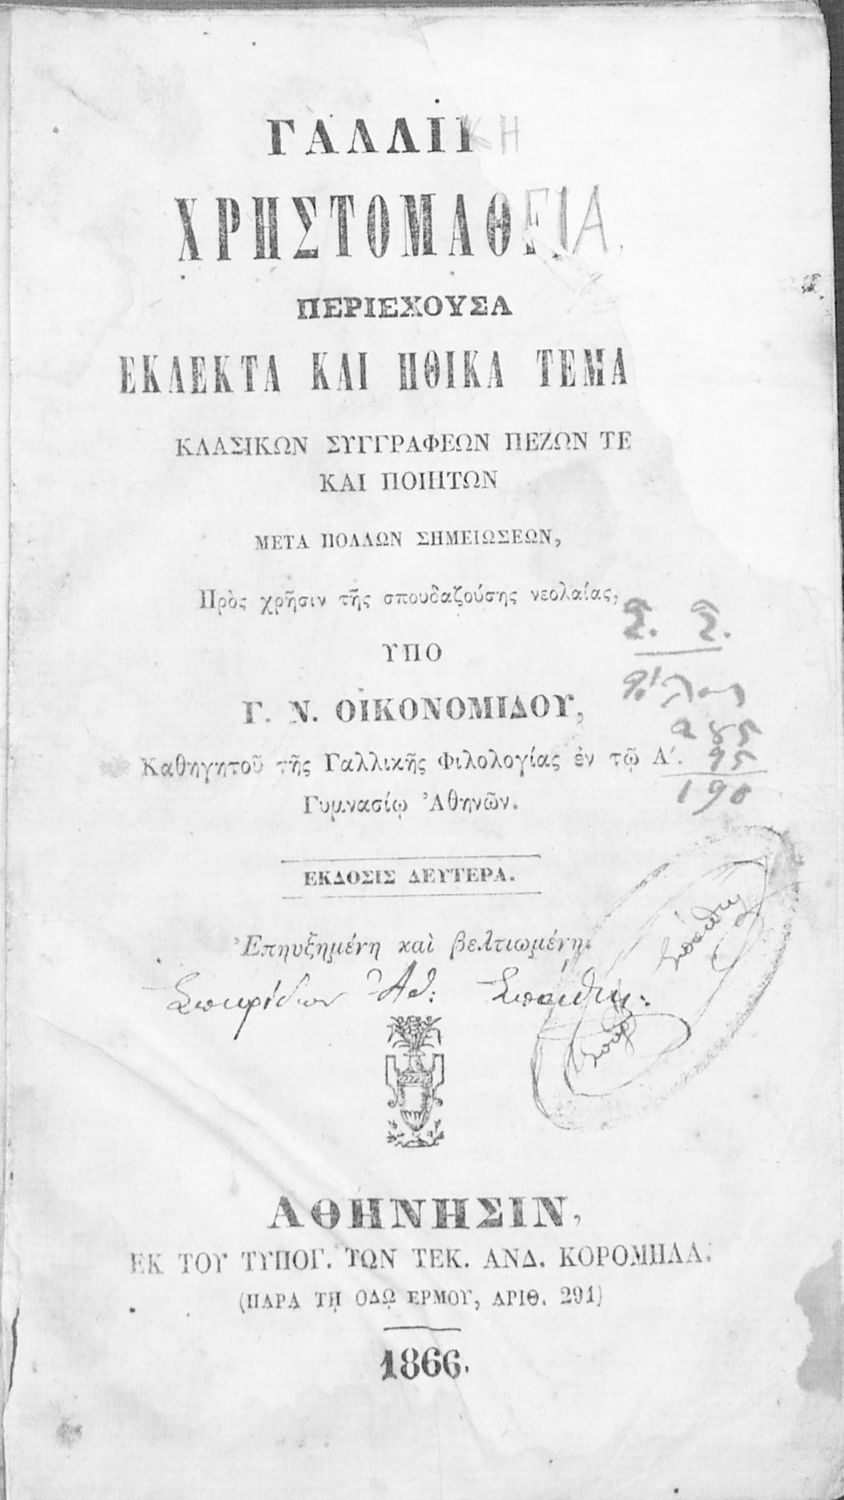 ΓΑΛΛΙΚΗ
ΧΡΗΣΤΟΜΑΘΕΙΑ,
ΠΕΡΙΕΧΟΥΣΑ
ΕΚΛΕΚΤΑ ΚΑΙ ΗΘΙΚΑ ΤΕΜΑ
ΚΛΑΣΙΚΩΝ ΣΥΓΓΡΑΦΕΩΝ ΠΕΖΩΝ ΤΕ
ΚΑΙ ΠΟΙΗΤΩΝ
ΜΕΤΑ ΠΟΛΛΩΝ ΣΗΜΕΙΩΣΕΩΝ,
Πρὸς χρῆσιν τῆς σπουδαζούσης νεολαίας,
ΥΠΟ
Γ. Ν. ΟΙΚΟΝΟΜΙΔΟΥ,
Καθηγητοῦ τῆς Γαλλικῆς Φιλολογίας ἐν τῷ Α΄.
Γυμνασίῳ Ἀθηνῶν.
95
190
ΕΚΔΟΣΙΣ ΔΕΥΤΕΡΑ.
Ἐπηυξημένη καὶ βελτιωμένη.
ΑΘΗΝΗΣΙΝ,
ΕΚ ΤΟΥ ΤΥΠΟΓ. ΤΩΝ ΤΕΚ. ΑΝΔ. ΚΟΡΟΜΗΛΑ.
(ΠΑΡΑ ΤΗ ΟΔΩ ΕΡΜΟΥ, ΑΡΙΘ. 291)
1866.